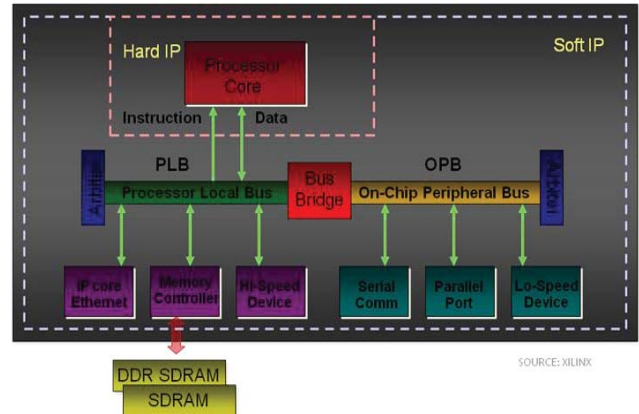 Hard IP
Soft IP
Processor
Core
Instruction
Data
PLB
OPB
Arbiter
Processor Local Bus
Bus
Bridge
On-Chip Peripheral Bus
Arbiter
IP core
Ethernet
Memory
Controller
Hi-Speed
Device
Serial
Comm
Parallel
Port
Lo-Speed
Device
SOURCE: XILINX
DDR SDRAM
SDRAM